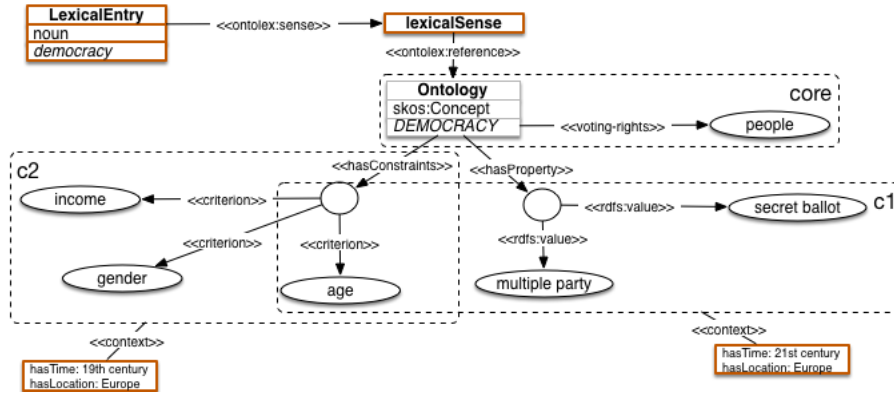 LexicalEntry
noun
democracy
<<ontolex:sense>>
lexicalSense
<<ontolex:reference>>
Ontology
skos:Concept
DEMOCRACY
core
<<voting-rights>>
people
c2
<<hasConstraints>>
<<hasProperty>>
c1
income
<<criterion>>
<<rdfs:value>>
secret ballot
<<criterion>>
<<criterion>>
<<rdfs:value>>
gender
age
multiple party
<<context>>
<<context>>
hasTime: 19th century
hasLocation: Europe
hasTime: 21st century
hasLocation: Europe